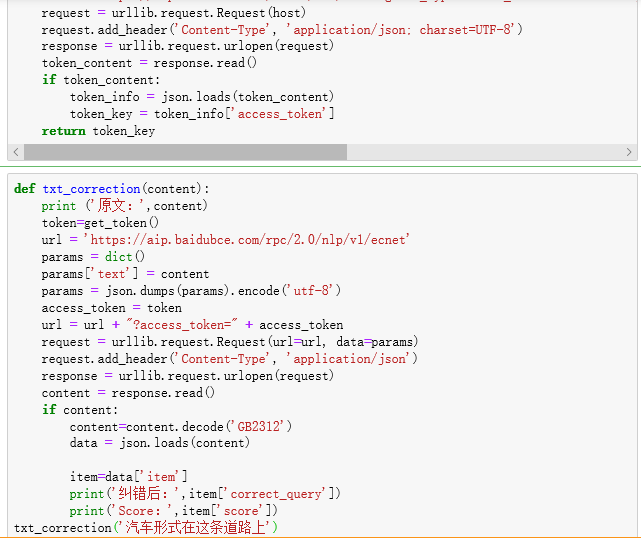 request = urllib.request.Request(host)
request.add_header('Content-Type', 'application/json; charset=UTF-8')
response = urllib.request.urlopen(request)
token_content = response.read()
if token_content:
token_info = json.loads(token_content)
token_key = token_info['access_token']
return token_key
def txt_correction(content):
print ('原文：',content)
token=get_token()
url = 'https://aip.baidubce.com/rpc/2.0/nlp/v1/ecnet'
params = dict()
params['text'] = content
params = json.dumps(params).encode('utf-8')
access_token = token
url = url + "?access_token=" + access_token
request = urllib.request.Request(url=url, data=params)
request.add_header('Content-Type', 'application/json')
response = urllib.request.urlopen(request)
content = response.read()
if content:
content=content.decode('GB2312')
data = json.loads(content)
item=data['item']
print('纠错后：',item['correct_query'])
print('Score：',item['score'])
txt_correction('汽车形式在这条道路上')